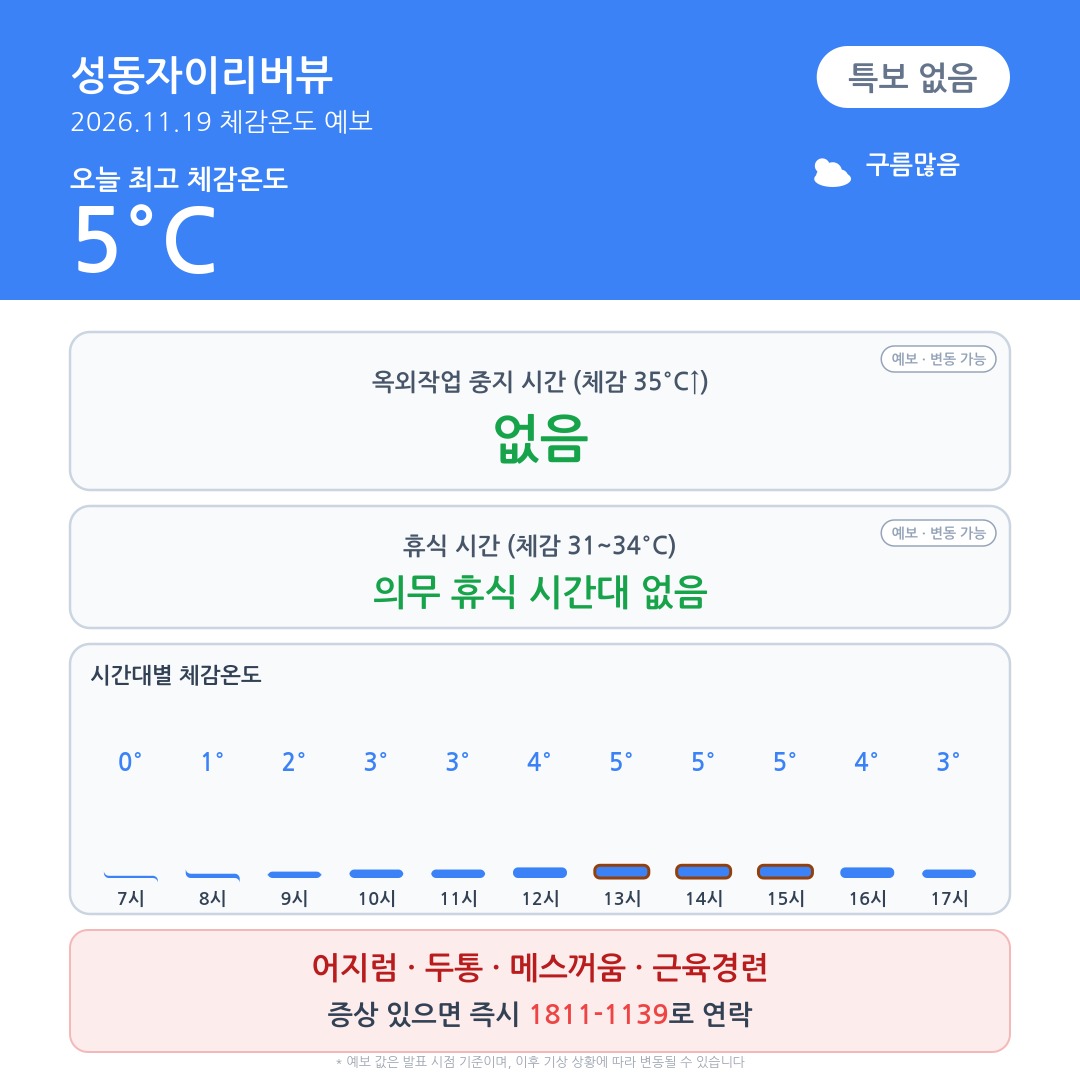 성동자이리버뷰
특보 없음
2026.11.19 체감온도 예보
구름많음
오늘 최고 체감온도
5°C
예보 · 변동 가능
옥외작업 중지 시간 (체감 35°C↑)
없음
예보 · 변동 가능
휴식 시간 (체감 31~34°C)
의무 휴식 시간대 없음
시간대별 체감온도
0° 1° 2° 3° 3° 4° 5° 5° 5° 4° 3°
7시 8시 9시 10시 11시 12시 13시 14시 15시 16시 17시
어지럼 · 두통 · 메스꺼움 · 근육경련
증상 있으면 즉시 1811-1139로 연락
* 예보 값은 발표 시점 기준이며, 이후 기상 상황에 따라 변동될 수 있습니다